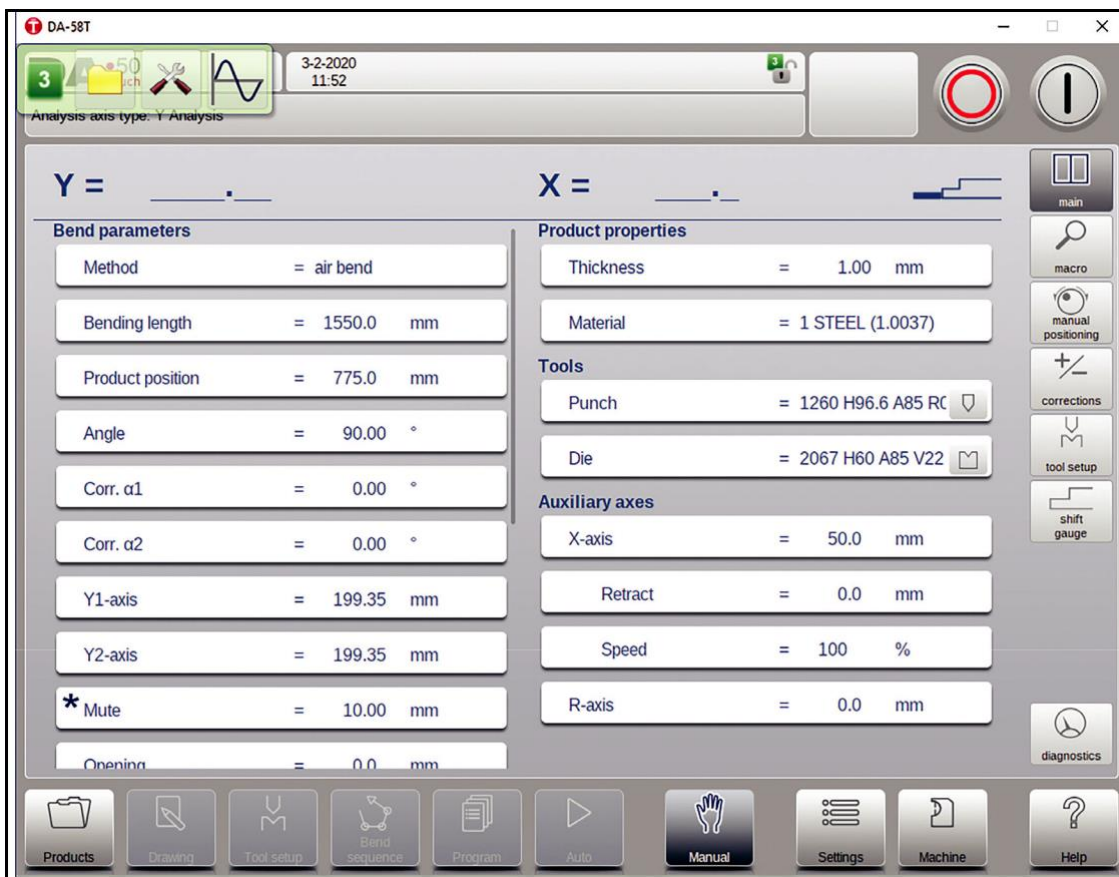 DA-58T
3
50
3-2-2020
11:52
3
Analysis axis type: Y Analysis
Y = _____.__
X = ____._
Bend parameters
Method = air bend
Bending length = 1550.0 mm
Product position = 775.0 mm
Angle = 90.00 °
Corr. α1 = 0.00 °
Corr. α2 = 0.00 °
Y1-axis = 199.35 mm
Y2-axis = 199.35 mm
* Mute = 10.00 mm
Opening = 0.0 mm
Product properties
Thickness = 1.00 mm
Material = 1 STEEL (1.0037)
Tools
Punch = 1260 H96.6 A85
Die = 2067 H60 A85 V22
Auxiliary axes
X-axis = 50.0 mm
Retract = 0.0 mm
Speed = 100 %
R-axis = 0.0 mm
main
macro
manual
positioning
corrections
tool setup
shift
gauge
diagnostics
Products
Drawing
Tool setup
Bend
sequence
Program
Auto
Manual
Settings
Machine
Help